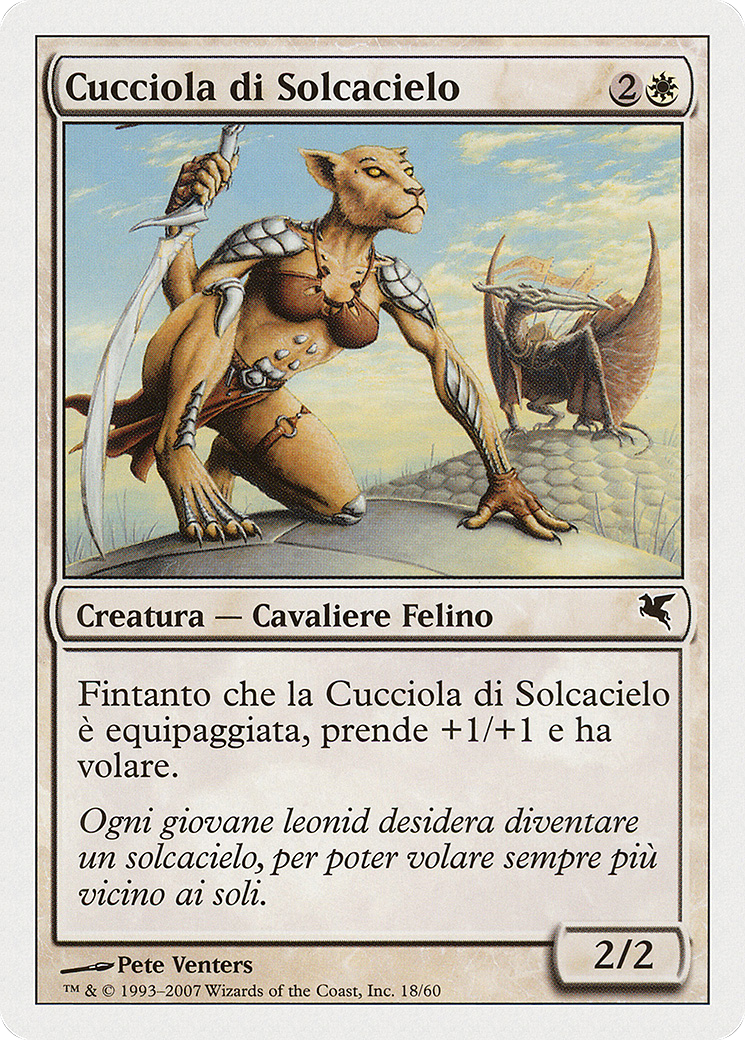 Cucciola di Solcacielo 2
Creatura — Cavaliere Felino
Fintanto che la Cucciola di Solcacielo
è equipaggiata, prende +1/+1 e ha
volare.
Ogni giovane leonid desidera diventare
un solcacielo, per poter volare sempre più
vicino ai soli.
2/2
Pete Venters
™ & © 1993–2007 Wizards of the Coast, Inc. 18/60